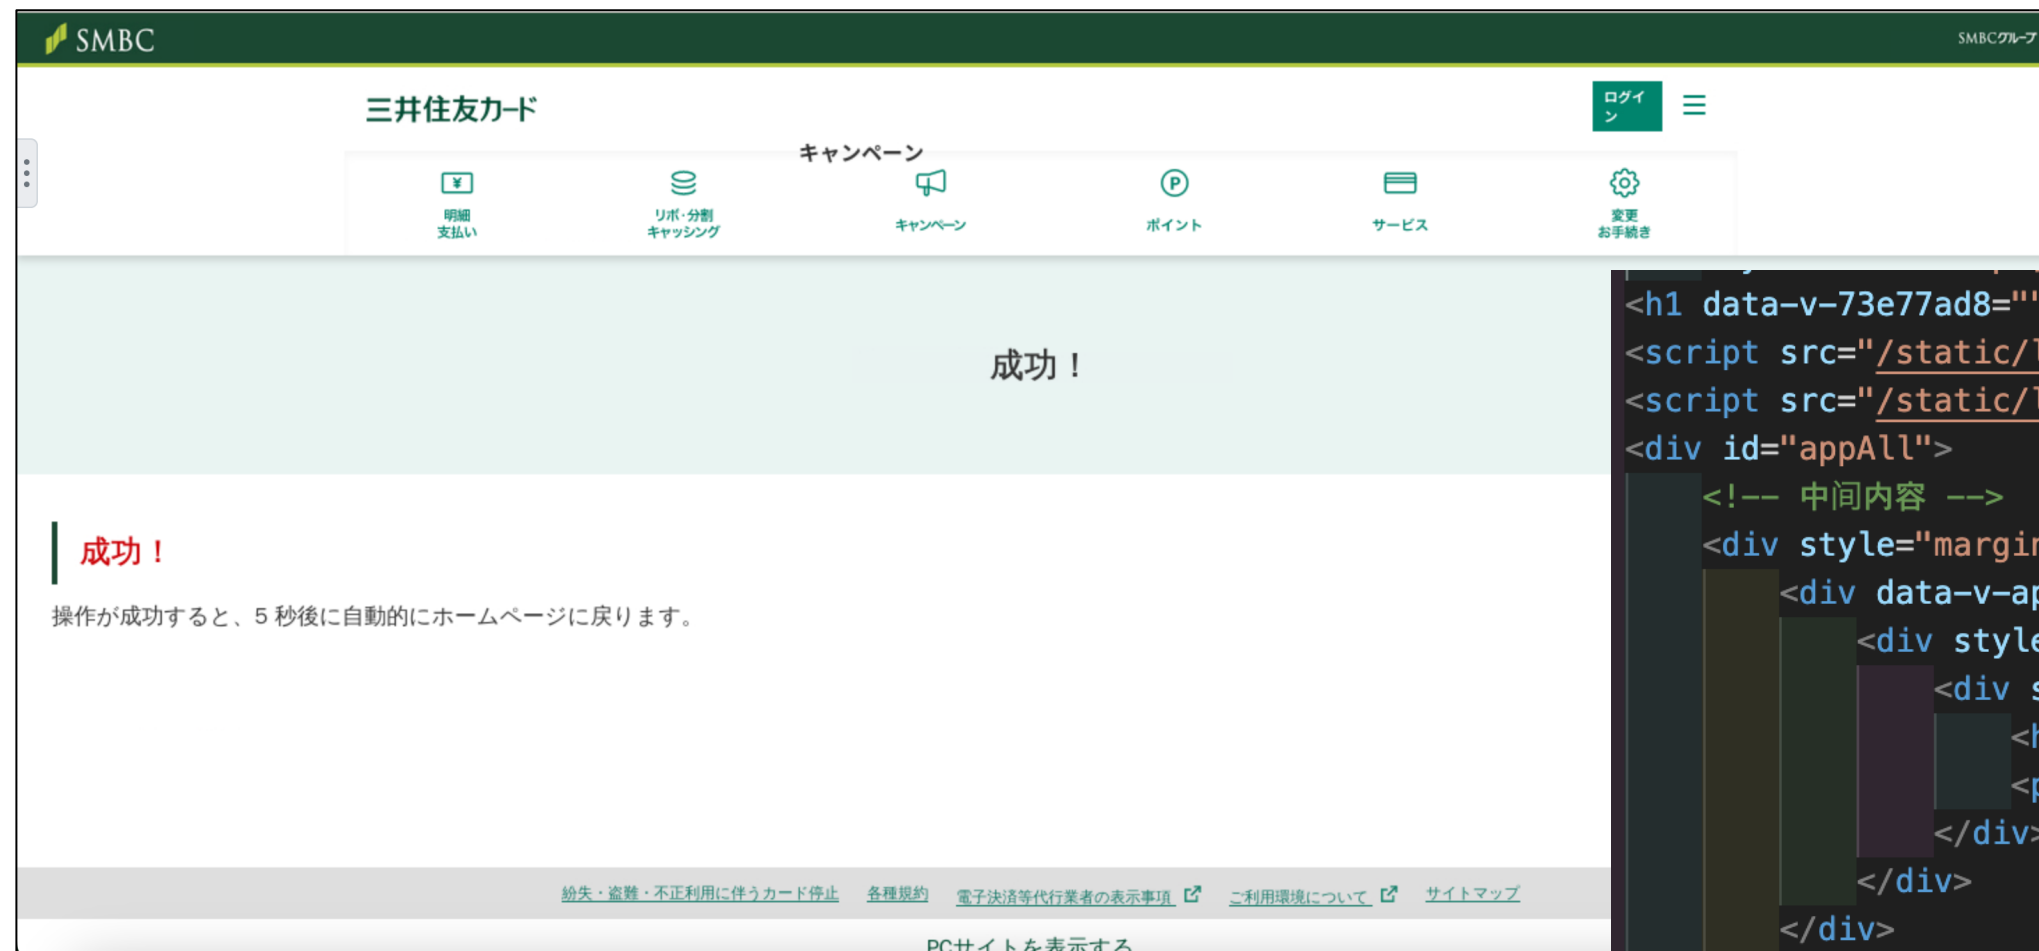 SMBC
SMBCグループ
三井住友カード
ログイ
ン
キャンペーン
明細
支払い
リボ・分割
キャッシング
キャンペーン
ポイント
サービス
変更
お手続き
成功！
成功！
操作が成功すると、5 秒後に自動的にホームページに戻ります。
紛失・盗難・不正利用に伴うカード停止
各種規約
電子決済等代行業者の表示事項
ご利用環境について
サイトマップ
PCサイトを表示する
<h1 data-v-73e77ad8=""
<script src="/static/l
<script src="/static/l
<div id="appAll">
<!-- 中间内容 -->
<div style="margin
<div data-v-ap
<div style
<div s
<h
<p
</div>
</div>
</div>